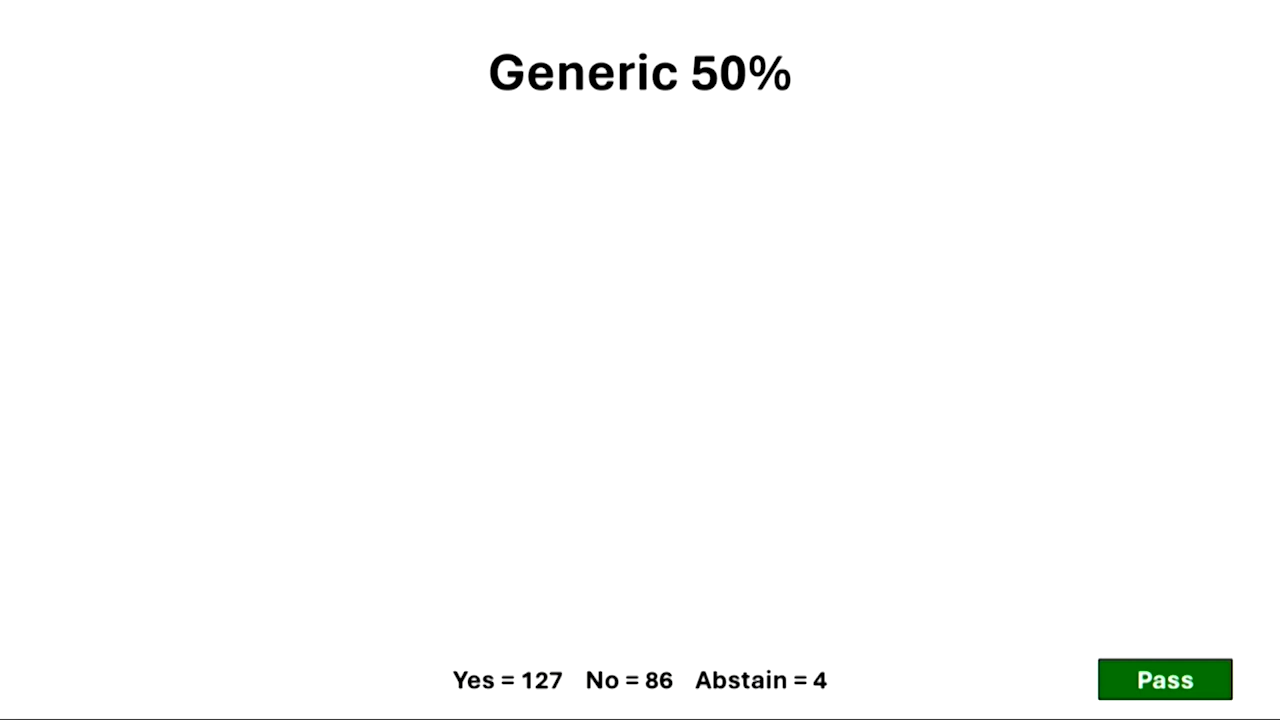 Generic 50%
Yes = 127 No = 86 Abstain = 4
Pass